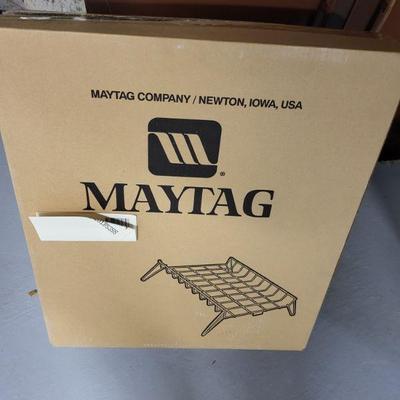 MAYTAG COMPANY / NEWTON, IOWA, USA
®
MAYTAG